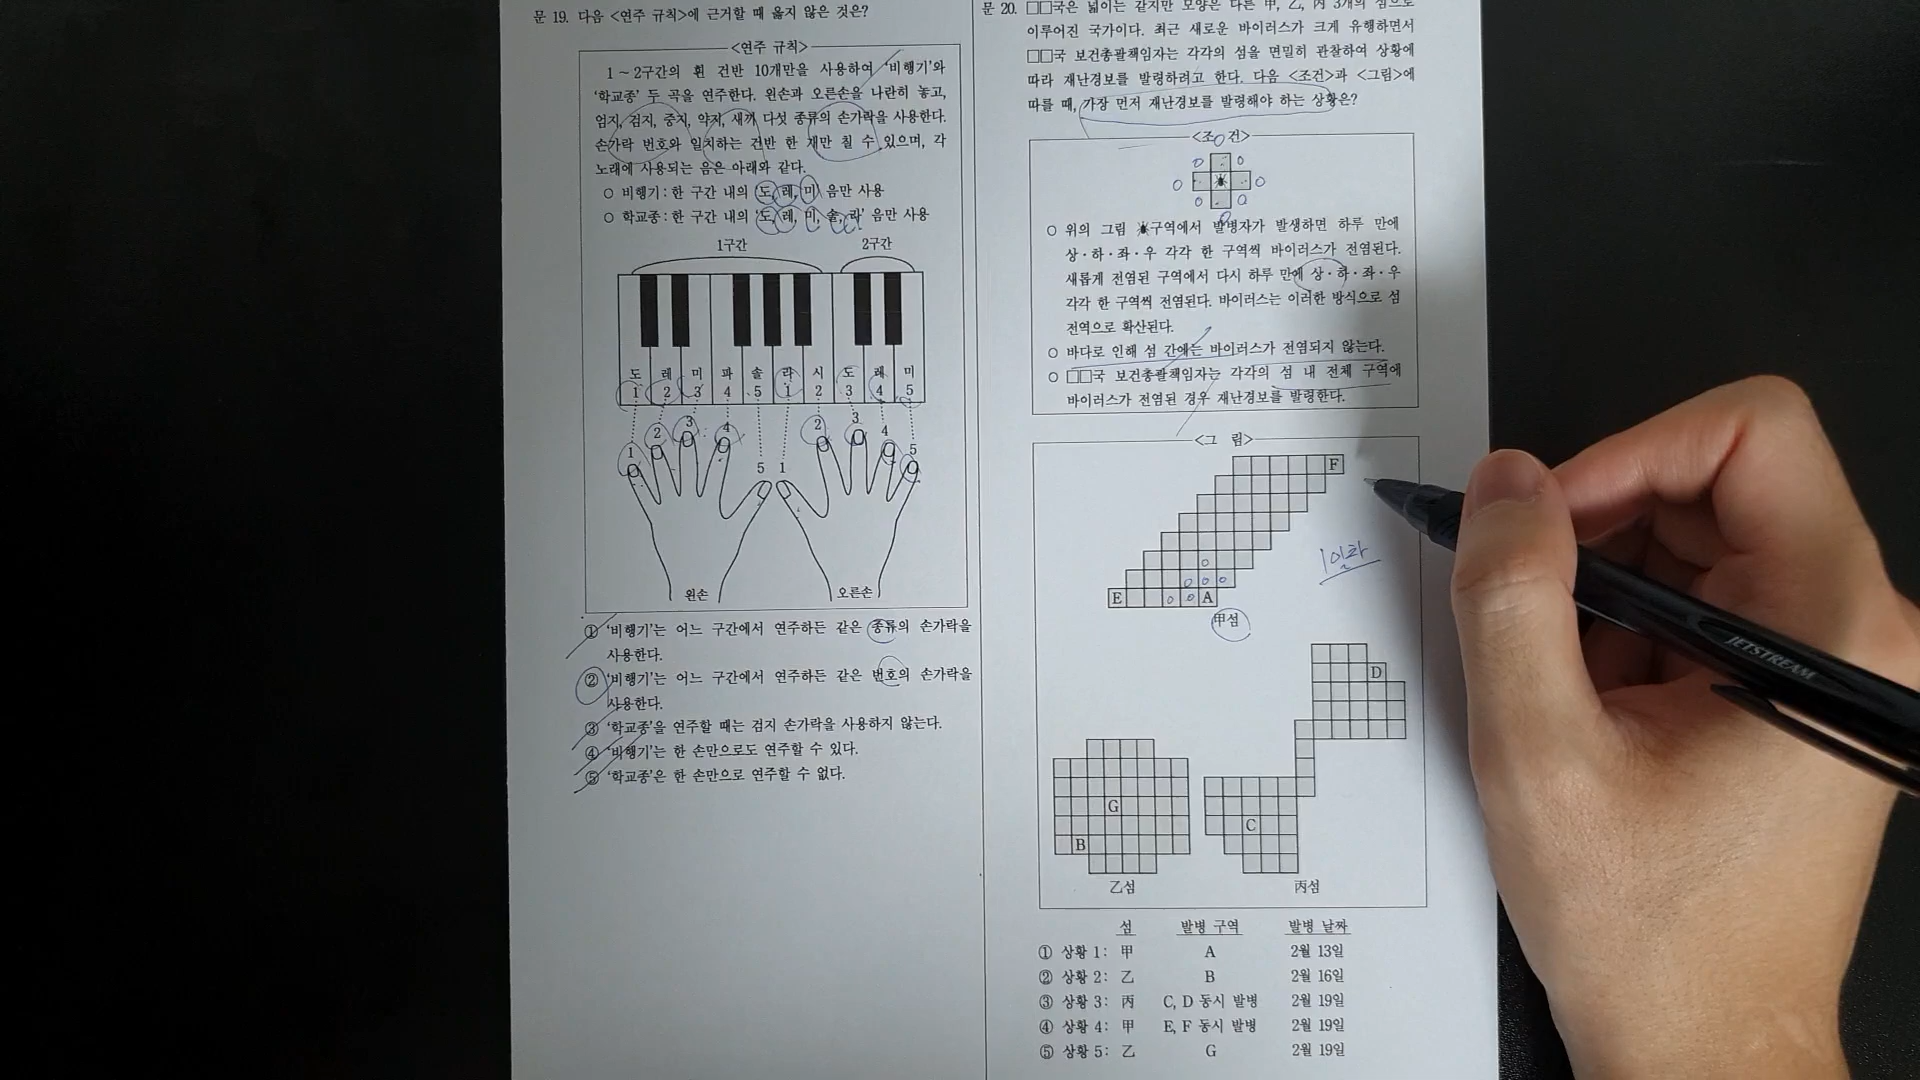 문 19. 다음 <연주 규칙>에 근거할 때 옳지 않은 것은?
<연주 규칙>
1 ~ 2구간의 흰 건반 10개만을 사용하여 '비행기'와
'학교종' 두 곡을 연주한다. 왼손과 오른손을 나란히 놓고,
엄지, 검지, 중지, 약지, 새끼 다섯 종류의 손가락을 사용한다.
손가락 번호와 일치하는 건반 한 개만 칠 수 있으며, 각
노래에 사용되는 음은 아래와 같다.
○ 비행기 : 한 구간 내의 '도, 레, 미' 음만 사용
○ 학교종 : 한 구간 내의 '도, 레, 미, 솔, 라' 음만 사용
1구간 2구간
도 레 미 파 솔 라 시 도 레 미
1 2 3 4 5 1 2 3 4 5
1 2 3 4 5 1 2 3 4 5
왼손 오른손
① '비행기'는 어느 구간에서 연주하든 같은 종류의 손가락을
사용한다.
② '비행기'는 어느 구간에서 연주하든 같은 번호의 손가락을
사용한다.
③ '학교종'을 연주할 때는 검지 손가락을 사용하지 않는다.
④ '비행기'는 한 손만으로도 연주할 수 있다.
⑤ '학교종'은 한 손만으로 연주할 수 없다.
문 20. □□국은 넓이는 같지만 모양은 다른 甲, 乙, 丙 3개의 섬으로
이루어진 국가이다. 최근 새로운 바이러스가 크게 유행하면서
□□국 보건총괄책임자는 각각의 섬을 면밀히 관찰하여 상황에
따라 재난경보를 발령하려고 한다. 다음 <조건>과 <그림>에
따를 때, 가장 먼저 재난경보를 발령해야 하는 상황은?
<조 건>
○ 위의 그림 구역에서 발병자가 발생하면 하루 만에
상·하·좌·우 각각 한 구역씩 바이러스가 전염된다.
새롭게 전염된 구역에서 다시 하루 만에 상·하·좌·우
각각 한 구역씩 전염된다. 바이러스는 이러한 방식으로 섬
전역으로 확산된다.
○ 바다로 인해 섬 간에는 바이러스가 전염되지 않는다.
○ □□국 보건총괄책임자는 각각의 섬 내 전체 구역에
바이러스가 전염된 경우 재난경보를 발령한다.
<그 림>
F
1일차
E A
甲섬
D
G
C
B
乙섬 丙섬
섬 발병 구역 발병 날짜
① 상황 1: 甲 A 2월 13일
② 상황 2: 乙 B 2월 16일
③ 상황 3: 丙 C, D 동시 발병 2월 19일
④ 상황 4: 甲 E, F 동시 발병 2월 19일
⑤ 상황 5: 乙 G 2월 19일
JETSTREAM